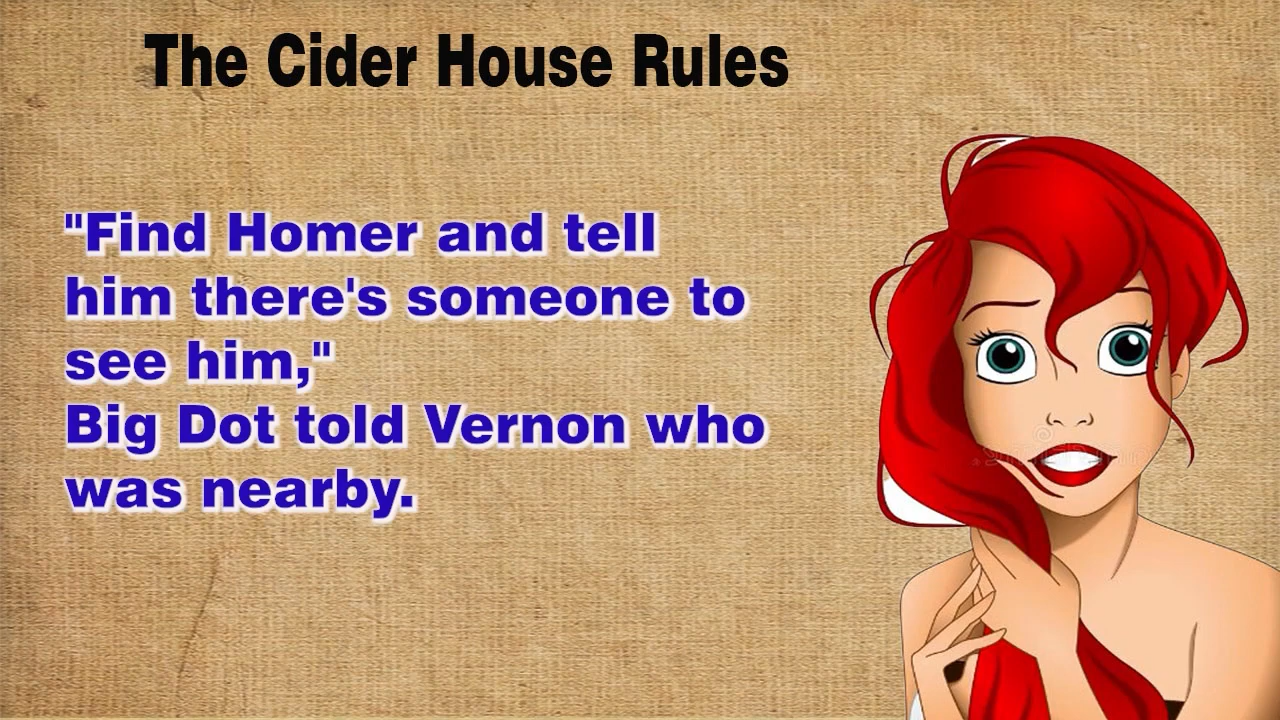 The Cider House Rules
"Find Homer and tell
him there's someone to
see him,"
Big Dot told Vernon who
was nearby.